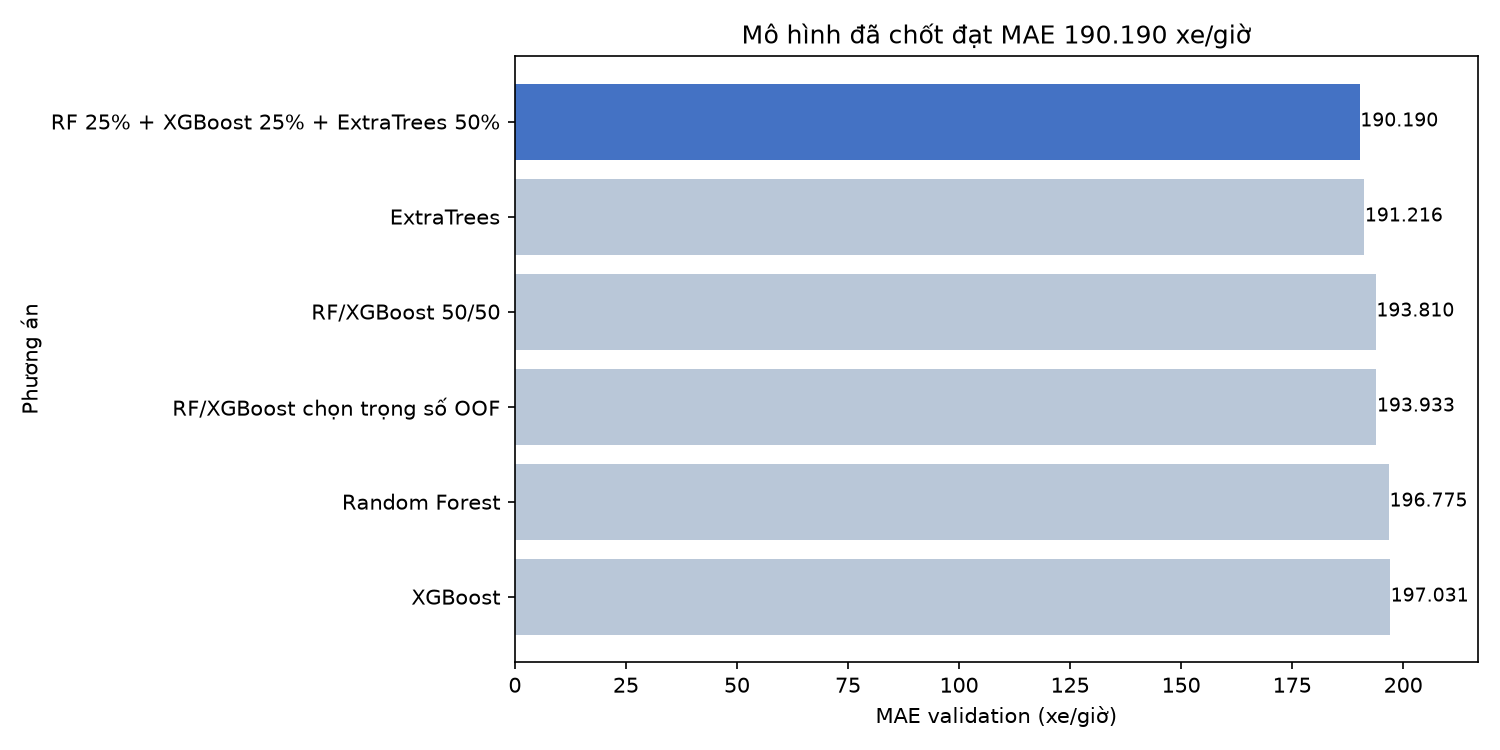 Mô hình đã chốt đạt MAE 190.190 xe/giờ
Phương án
RF 25% + XGBoost 25% + ExtraTrees 50%
190.190
ExtraTrees
191.216
RF/XGBoost 50/50
193.810
RF/XGBoost chọn trọng số OOF
193.933
Random Forest
196.775
XGBoost
197.031
0 25 50 75 100 125 150 175 200
MAE validation (xe/giờ)